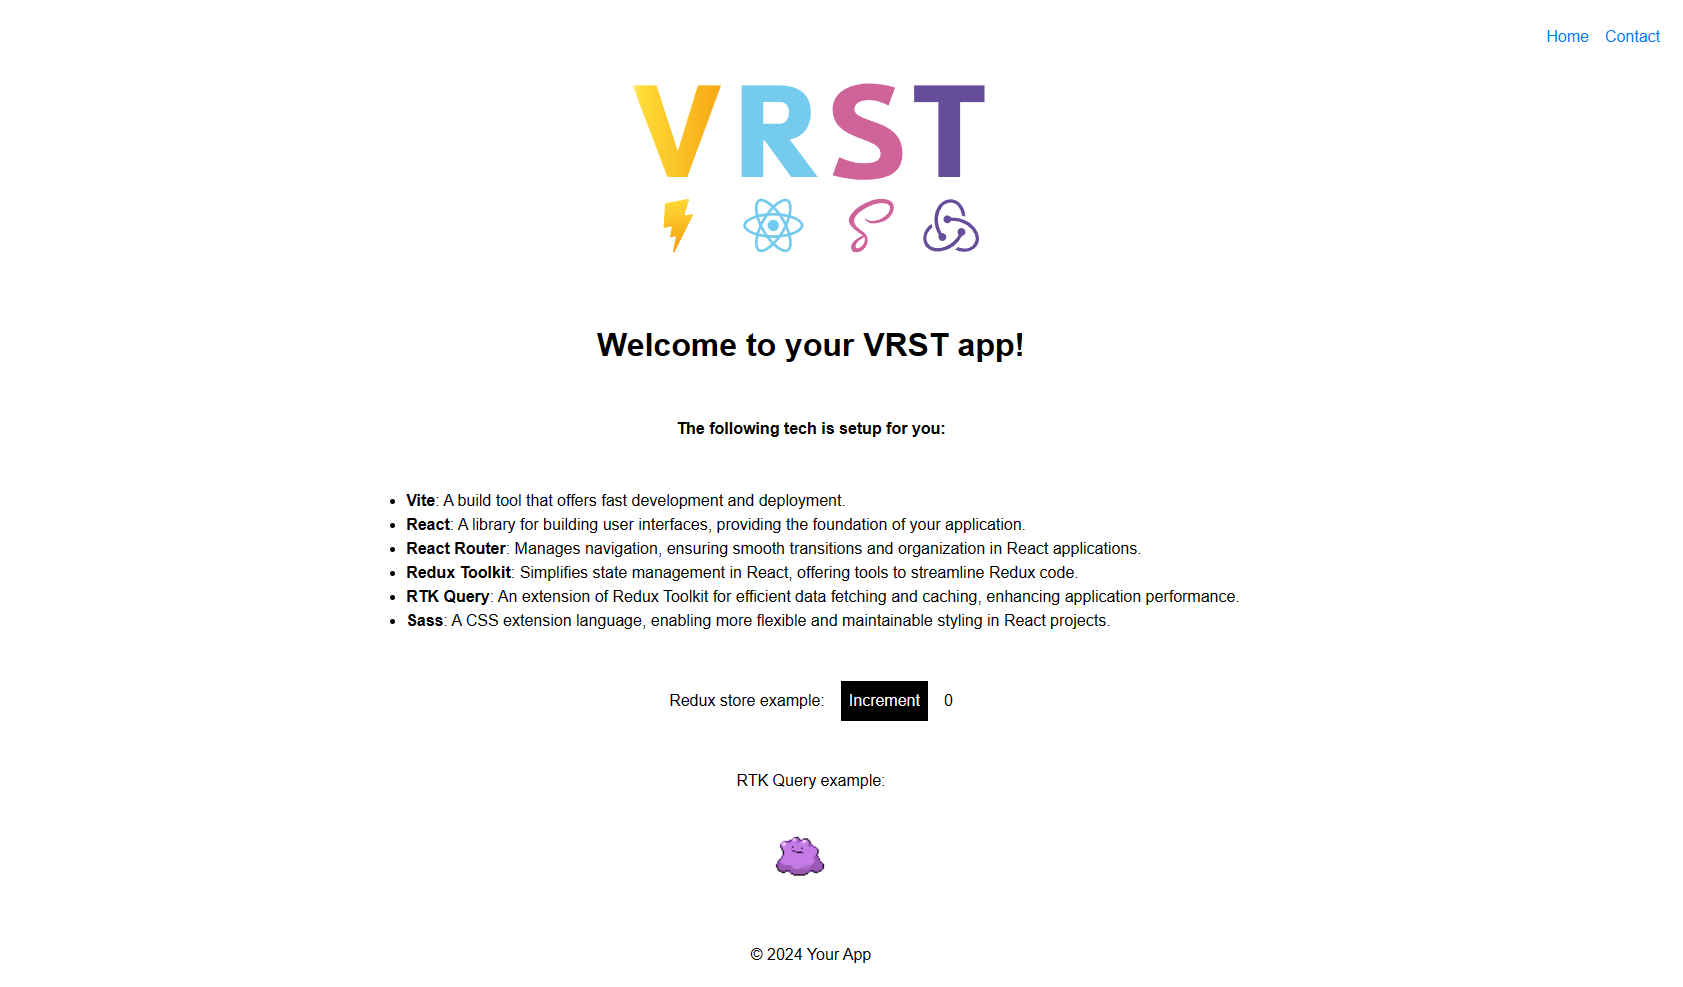 Home Contact
VRST
Welcome to your VRST app!
The following tech is setup for you:
• Vite: A build tool that offers fast development and deployment.
• React: A library for building user interfaces, providing the foundation of your application.
• React Router: Manages navigation, ensuring smooth transitions and organization in React applications.
• Redux Toolkit: Simplifies state management in React, offering tools to streamline Redux code.
• RTK Query: An extension of Redux Toolkit for efficient data fetching and caching, enhancing application performance.
• Sass: A CSS extension language, enabling more flexible and maintainable styling in React projects.
Redux store example: Increment 0
RTK Query example:
© 2024 Your App